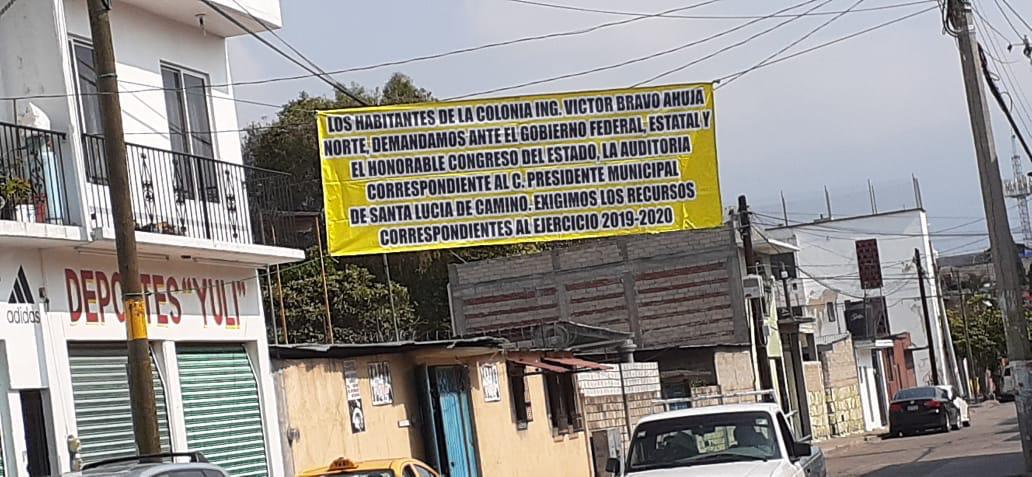 LOS HABITANTES DE LA COLONIA ING. VICTOR BRAVO AHUJA
NORTE, DEMANDAMOS ANTE EL GOBIERNO FEDERAL, ESTATAL Y
EL HONORABLE CONGRESO DEL ESTADO, LA AUDITORIA
CORRESPONDIENTE AL C. PRESIDENTE MUNICIPAL
DE SANTA LUCIA DE CAMINO. EXIGIMOS LOS RECURSOS
CORRESPONDIENTES AL EJERCICIO 2019-2020
adidas
DEPORTES "YULI"
TAXI